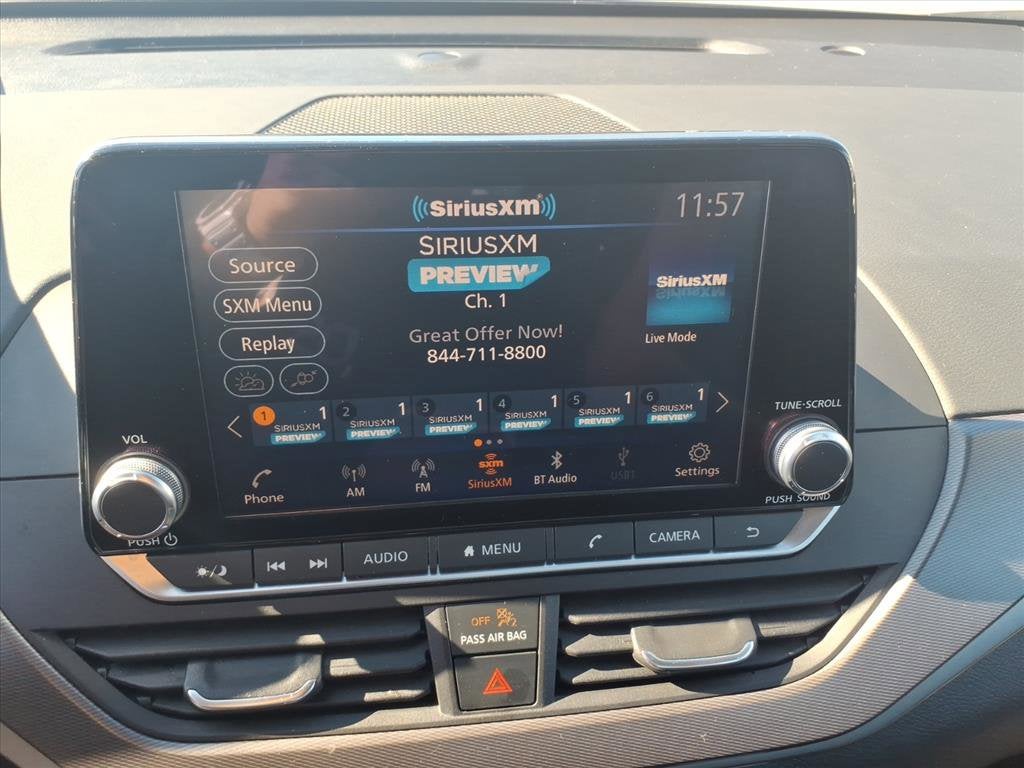 SiriusXM
11:57
SIRIUSXM
PREVIEW
Ch. 1
Source
SXM Menu
Replay
Great Offer Now!
844-711-8800
SiriusXM
Live Mode
1 1 SIRIUSXM PREVIEW
2 1 SIRIUSXM PREVIEW
3 1 SIRIUSXM PREVIEW
4 1 SIRIUSXM PREVIEW
5 1 SIRIUSXM PREVIEW
6 1 SIRIUSXM PREVIEW
Phone
AM
FM
sxm
SiriusXM
BT Audio
USB1
Settings
VOL
PUSH
TUNE·SCROLL
PUSH SOUND
AUDIO
MENU
CAMERA
OFF
PASS AIR BAG